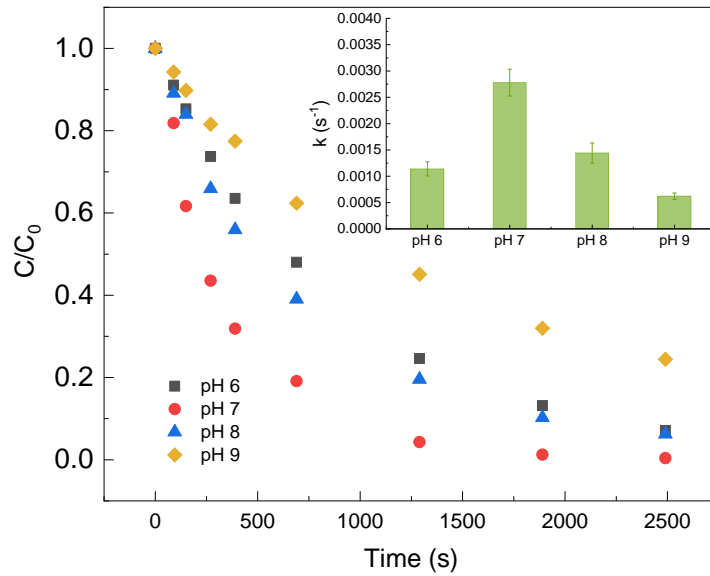 1.0
0.8
0.6
0.4
0.2
0.0
C/C₀
0
500
1000
1500
2000
2500
Time (s)
pH 6
pH 7
pH 8
pH 9
0.0040
0.0035
0.0030
0.0025
0.0020
0.0015
0.0010
0.0005
0.0000
k (s⁻¹)
pH 6
pH 7
pH 8
pH 9